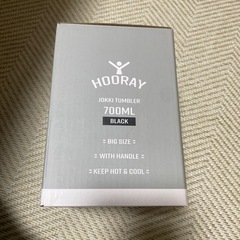 HOORAY
JOKKI TUMBLER
700ML
BLACK
= BIG SIZE =
= WITH HANDLE =
= KEEP HOT & COOL =